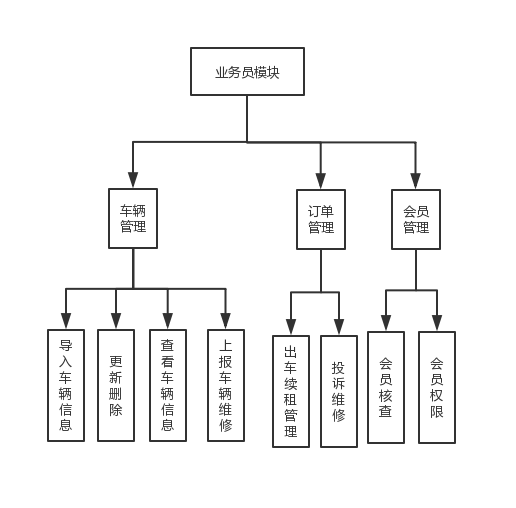 业务员模块
车辆
管理
订单
管理
会员
管理
导入车辆信息
更新删除
查看车辆信息
上报车辆维修
出车续租管理
投诉维修
会员核查
会员权限